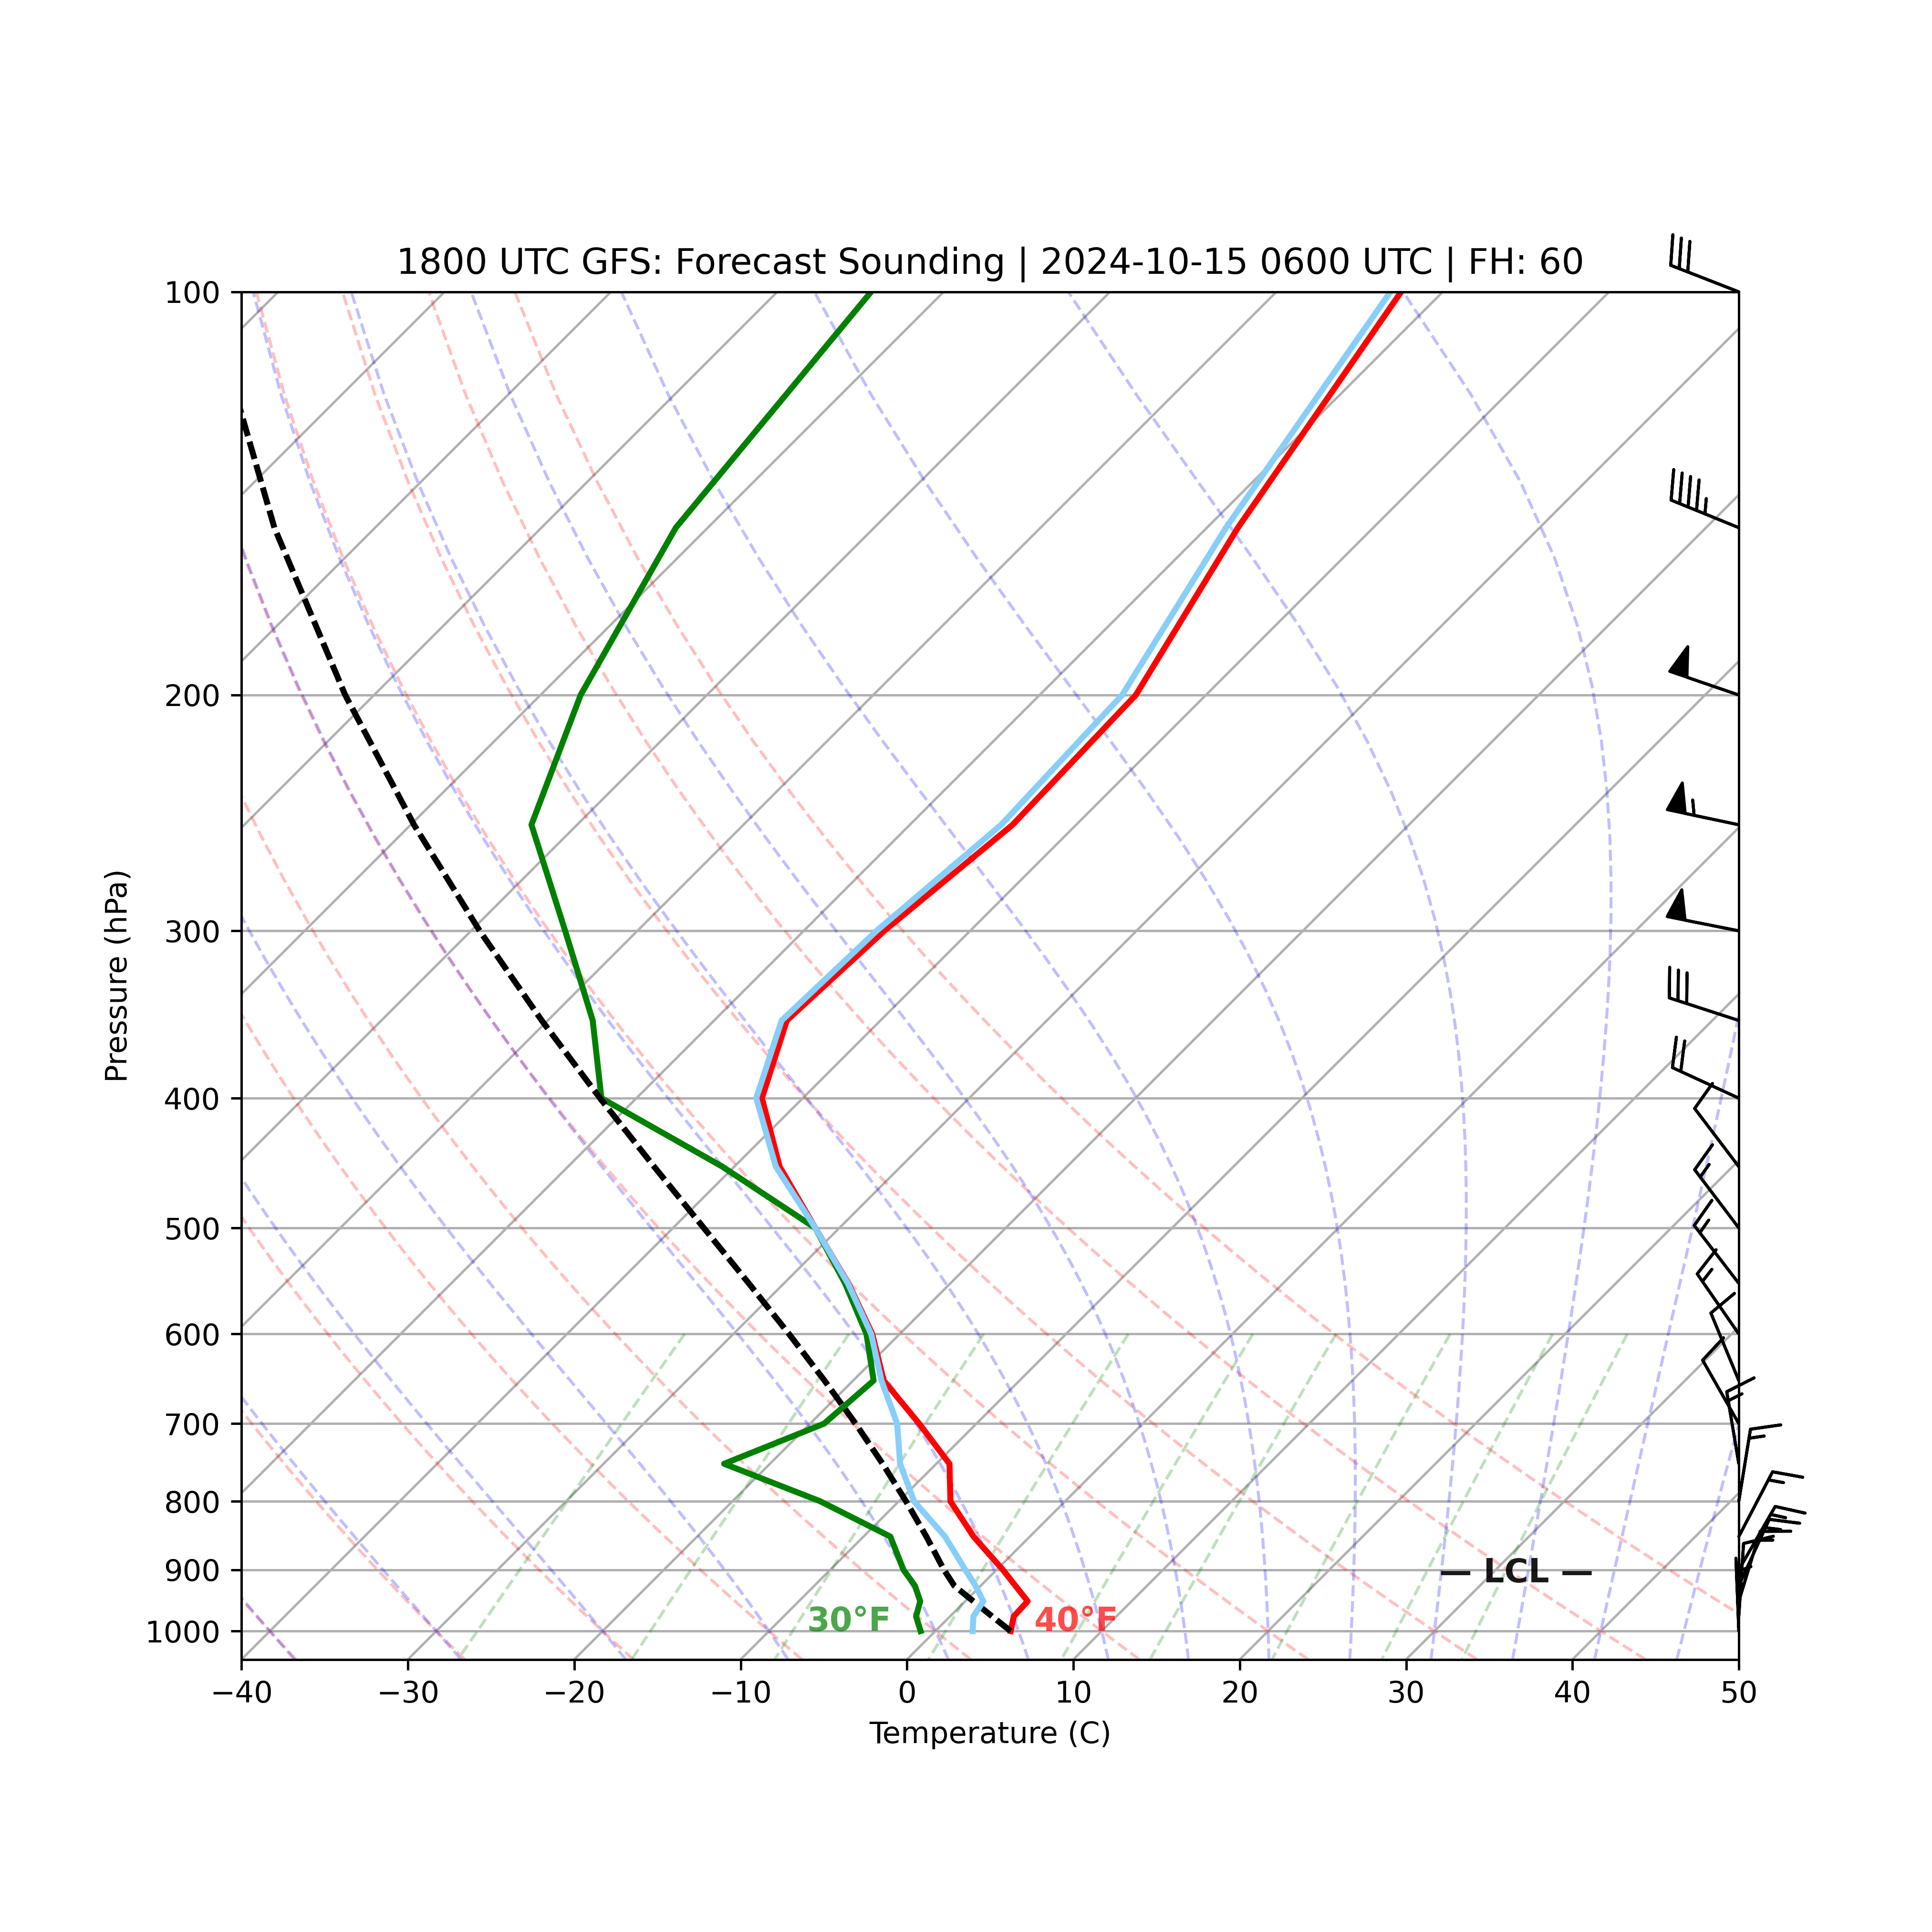 1800 UTC GFS: Forecast Sounding | 2024-10-15 0600 UTC | FH: 60
100
200
300
400
500
600
700
800
900
1000
Pressure (hPa)
— LCL —
30°F
40°F
−40 −30 −20 −10 0 10 20 30 40 50
Temperature (C)